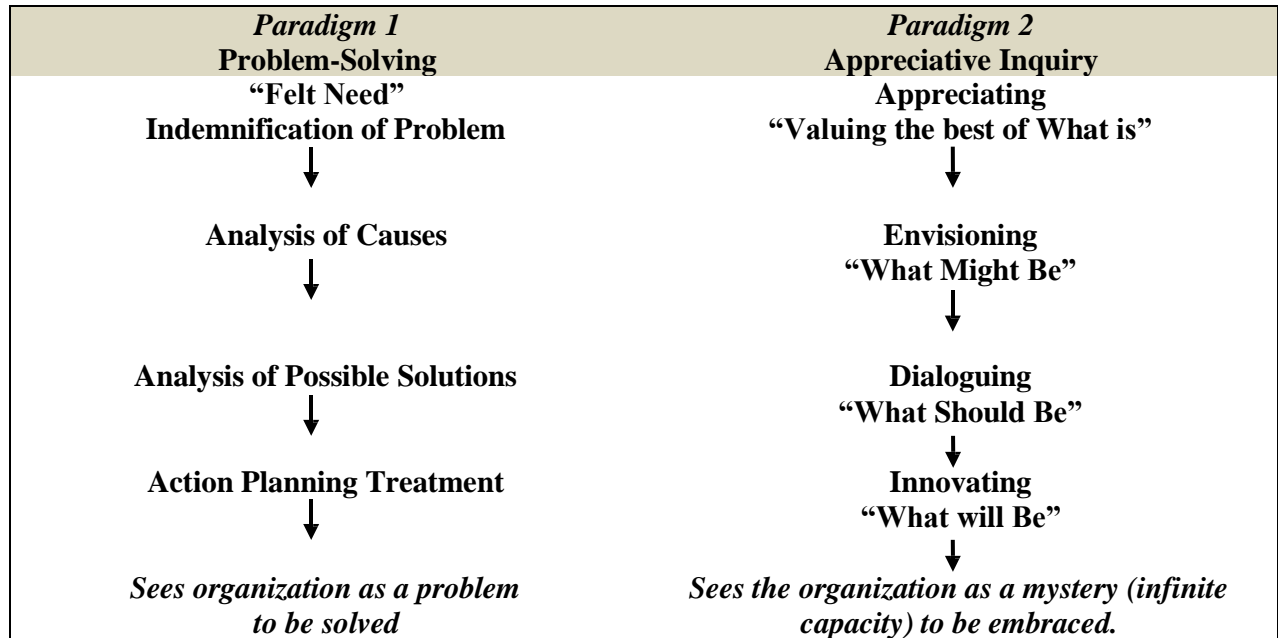 Paradigm 1
Problem-Solving
“Felt Need”
Indemnification of Problem
Analysis of Causes
Analysis of Possible Solutions
Action Planning Treatment
Sees organization as a problem
to be solved
Paradigm 2
Appreciative Inquiry
Appreciating
“Valuing the best of What is”
Envisioning
“What Might Be”
Dialoguing
“What Should Be”
Innovating
“What will Be”
Sees the organization as a mystery (infinite
capacity) to be embraced.